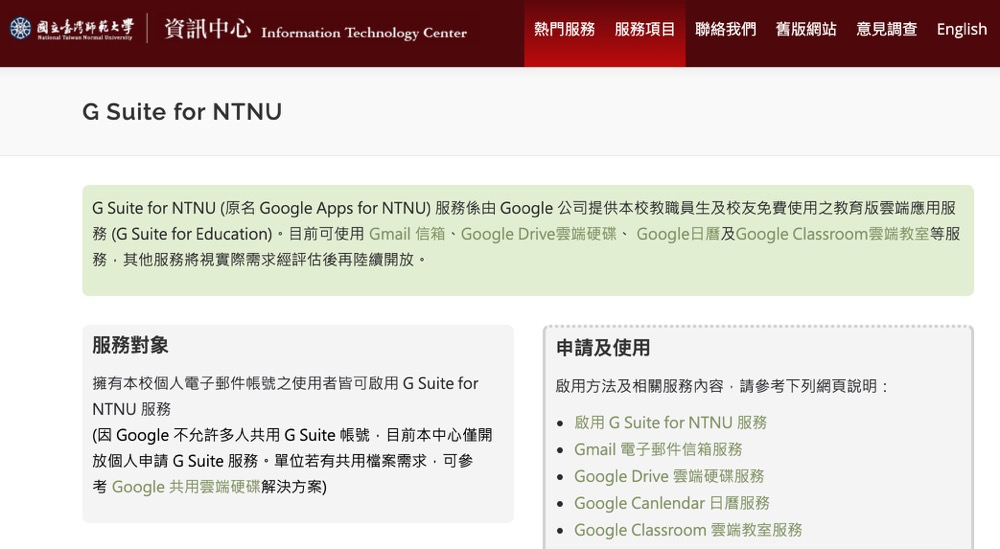 國立臺灣師範大學
National Taiwan Normal University
資訊中心 Information Technology Center
熱門服務 服務項目 聯絡我們 舊版網站 意見調查 English
G Suite for NTNU
G Suite for NTNU (原名 Google Apps for NTNU) 服務係由 Google 公司提供本校教職員生及校友免費使用之教育版雲端應用服
務 (G Suite for Education)。目前可使用 Gmail 信箱、Google Drive雲端硬碟、 Google日曆及Google Classroom雲端教室等服
務，其他服務將視實際需求經評估後再陸續開放。
服務對象
擁有本校個人電子郵件帳號之使用者皆可啟用 G Suite for
NTNU 服務
(因 Google 不允許多人共用 G Suite 帳號，目前本中心僅開
放個人申請 G Suite 服務。單位若有共用檔案需求，可參
考 Google 共用雲端硬碟解決方案)
申請及使用
啟用方法及相關服務內容，請參考下列網頁說明：
• 啟用 G Suite for NTNU 服務
• Gmail 電子郵件信箱服務
• Google Drive 雲端硬碟服務
• Google Canlendar 日曆服務
• Google Classroom 雲端教室服務